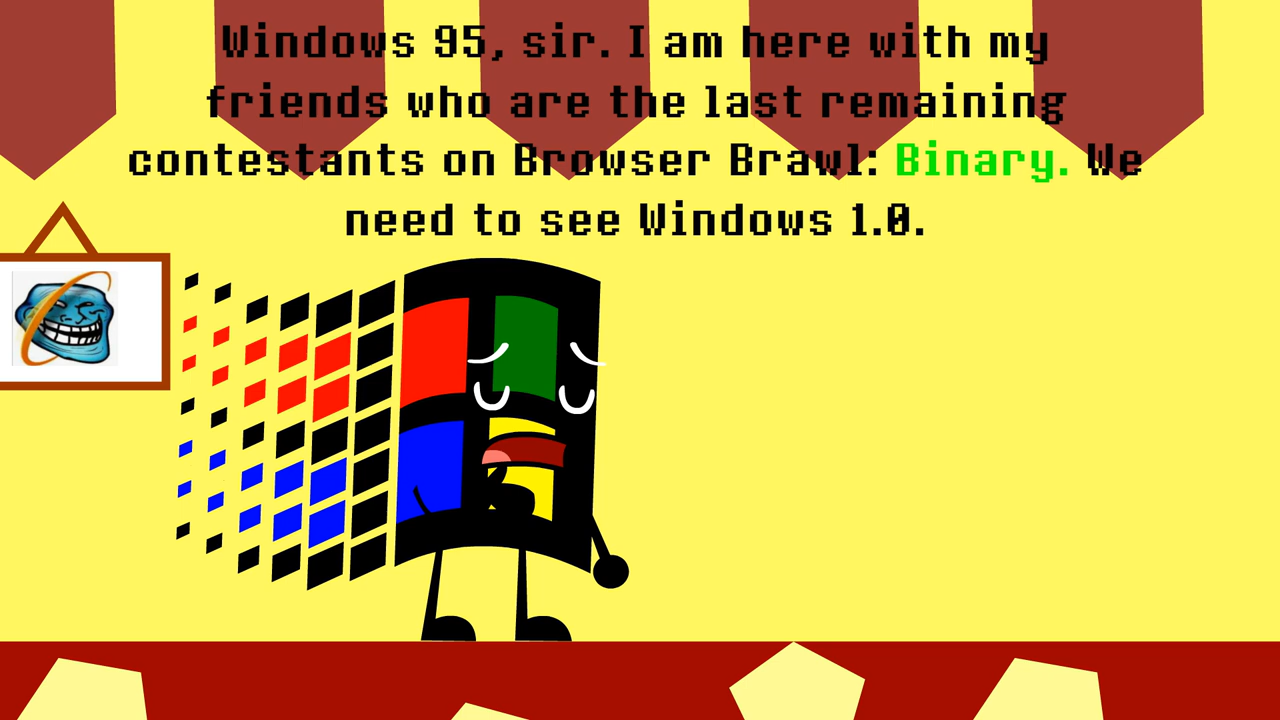 Windows 95, sir. I am here with my
friends who are the last remaining
contestants on Browser Brawl: Binary. We
need to see Windows 1.0.